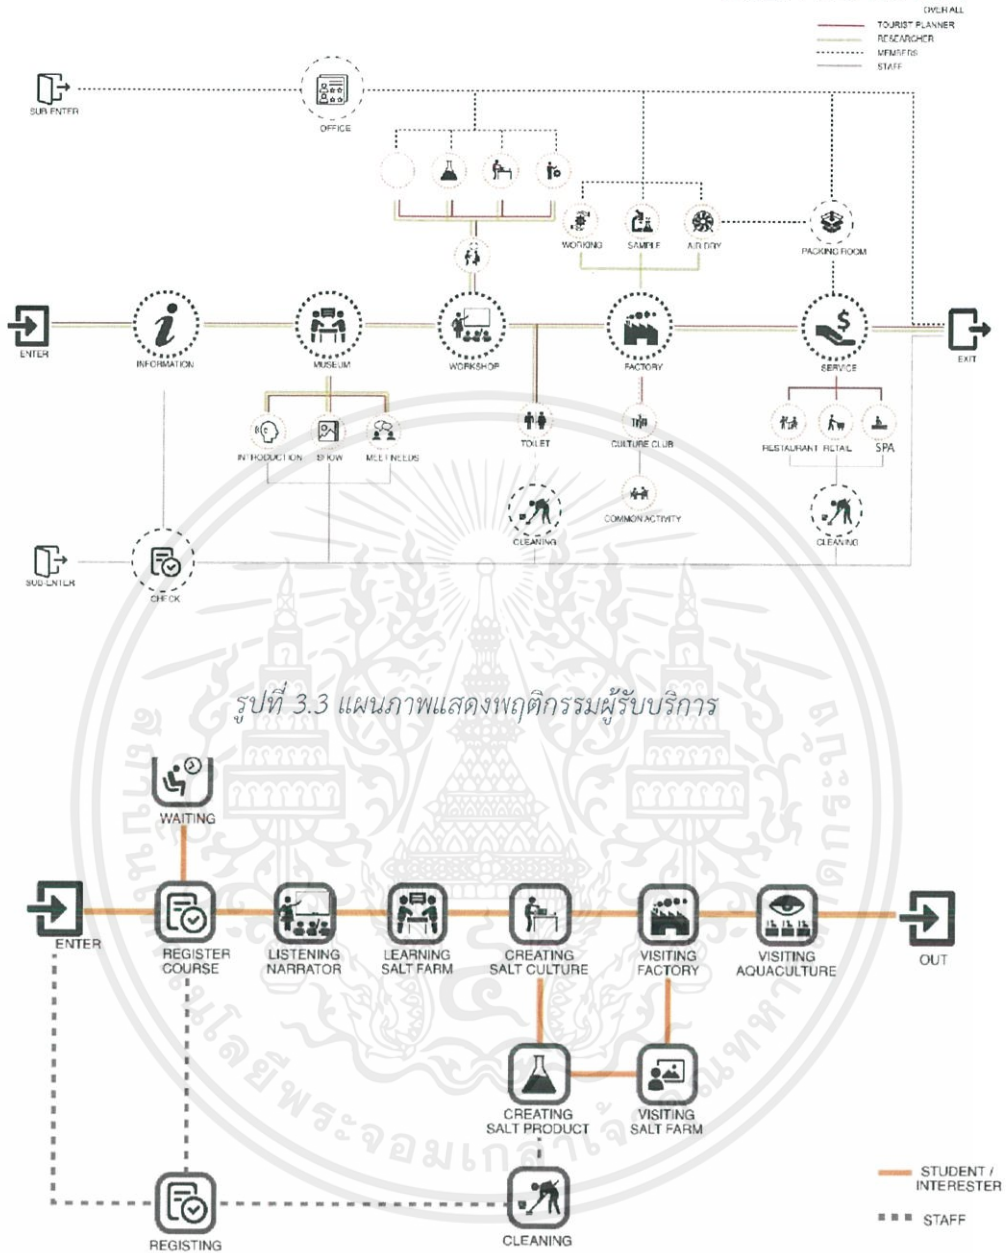 OVERALL
TOURIST PLANNER
RESEARCHER
MEMBERS
STAFF
SUB-ENTER
OFFICE
WORKING
SAMPLE
AIR DRY
PACKING ROOM
ENTER
INFORMATION
MUSEUM
WORKSHOP
FACTORY
SERVICE
EXIT
INTRODUCTION
SHOW
MEET NEEDS
TOILET
CULTURE CLUB
RESTAURANT
RETAIL
SPA
CLEANING
COMMON ACTIVITY
CLEANING
SUB-ENTER
CHECK
รูปที่ 3.3 แผนภาพแสดงพฤติกรรมผู้รับบริการ
WAITING
ENTER
REGISTER
COURSE
LISTENING
NARRATOR
LEARNING
SALT FARM
CREATING
SALT CULTURE
VISITING
FACTORY
VISITING
AQUACULTURE
OUT
CREATING
SALT PRODUCT
VISITING
SALT FARM
REGISTING
CLEANING
STUDENT /
INTERESTER
STAFF